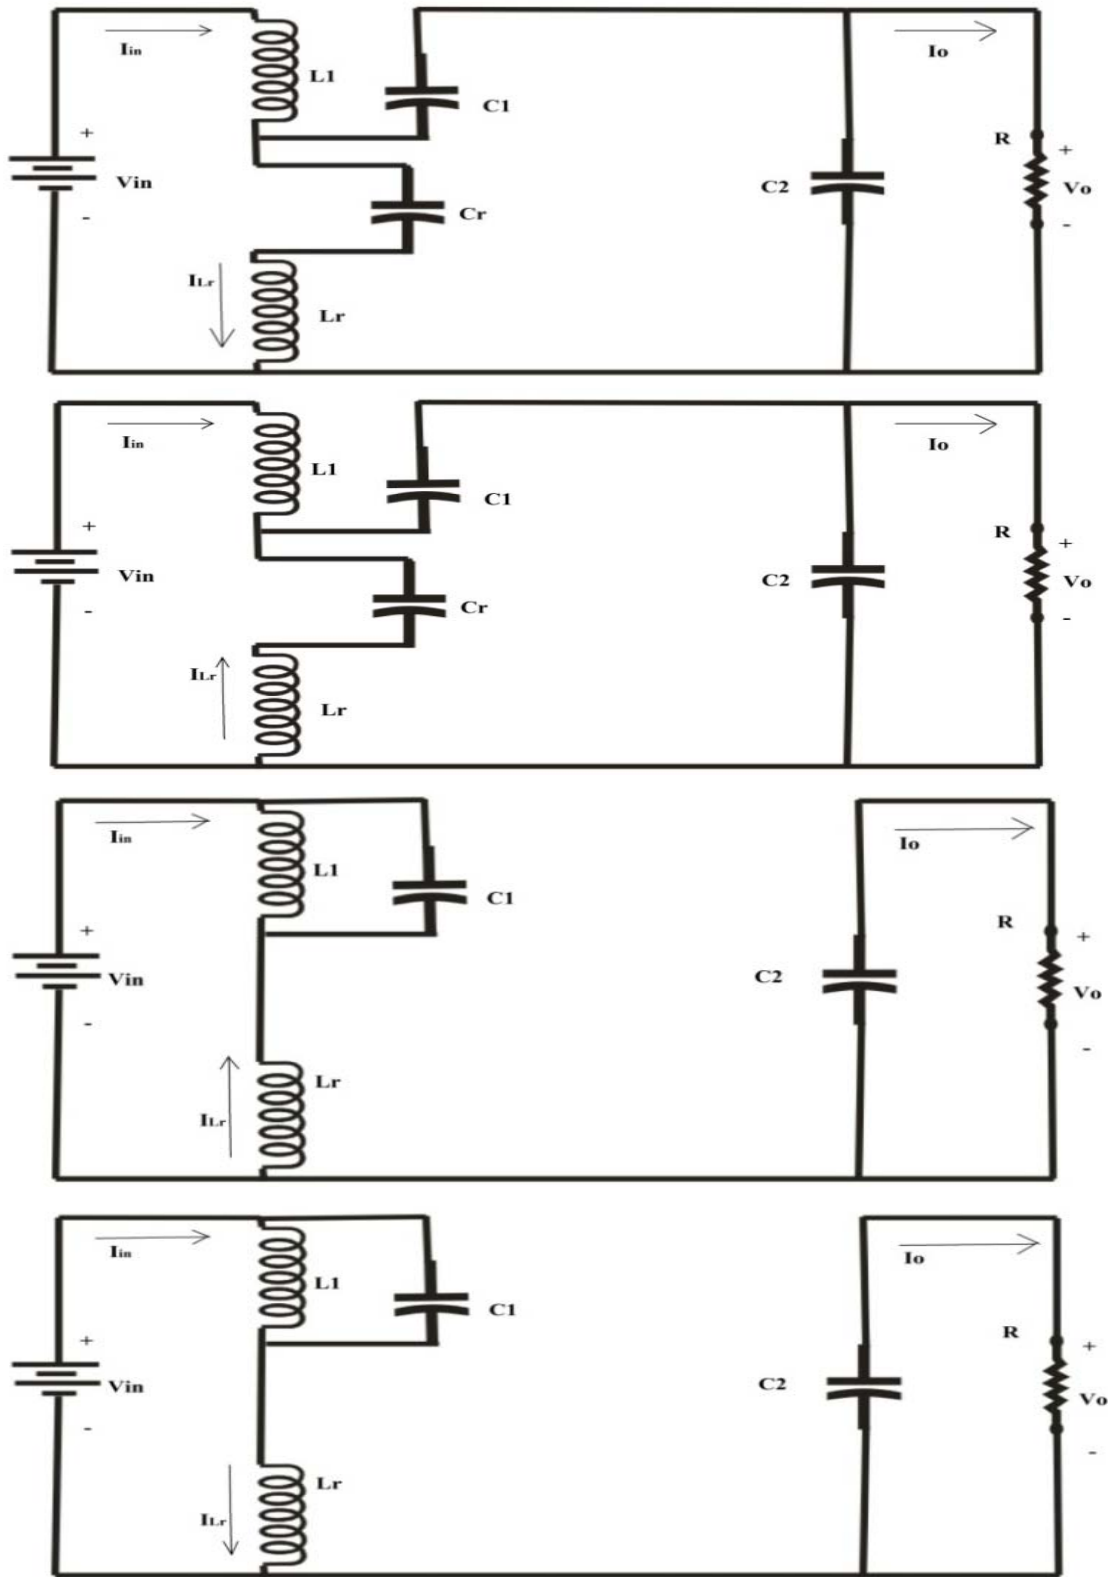 Iin
Io
L1
C1
R
+
+
Vin
C2
Vo
-
Cr
-
ILr
Lr
Iin
Io
L1
C1
R
+
+
Vin
C2
Vo
-
Cr
-
ILr
Lr
Iin
Io
L1
C1
R
+
+
Vin
C2
Vo
-
-
Lr
ILr
Iin
Io
L1
C1
R
+
+
Vin
C2
Vo
-
-
Lr
ILr